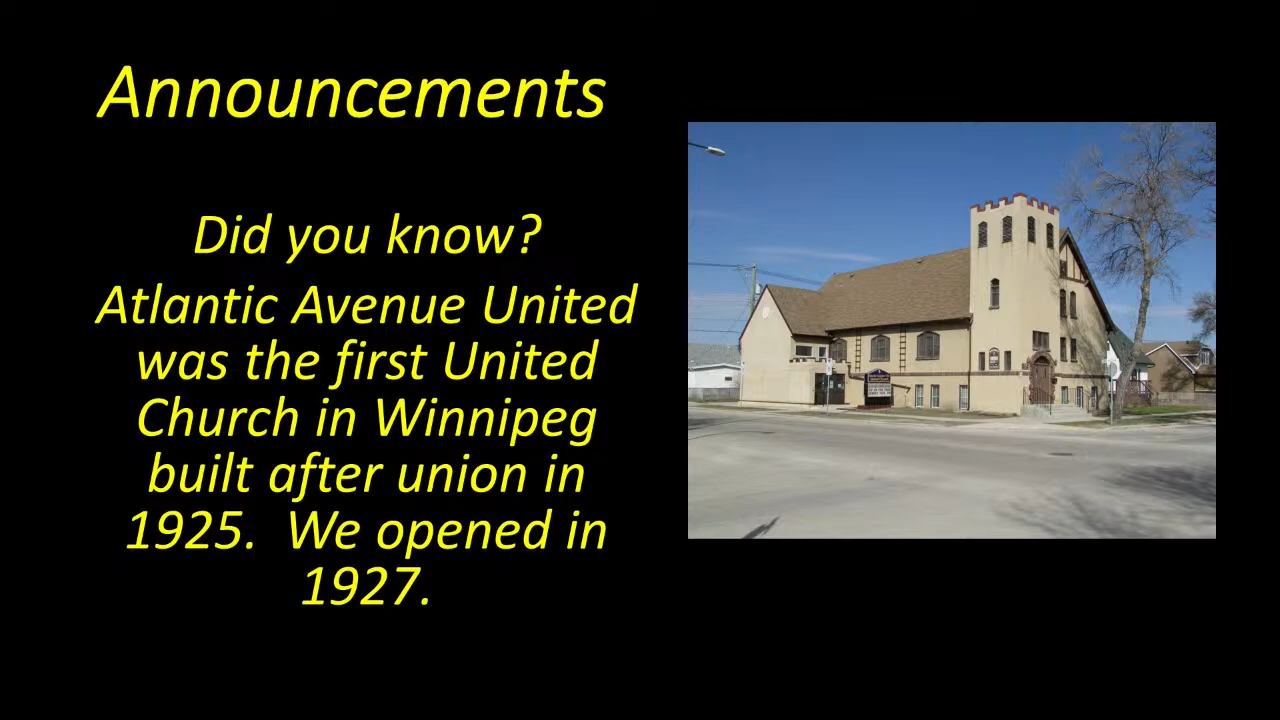 Announcements
Did you know?
Atlantic Avenue United
was the first United
Church in Winnipeg
built after union in
1925.  We opened in
1927.